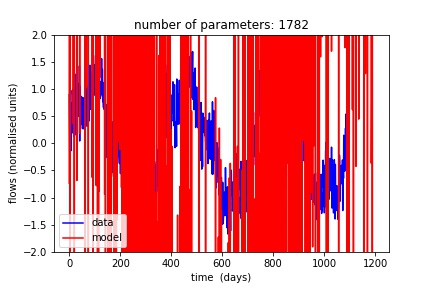 number of parameters: 1782
flows (normalised units)
2.0
1.5
1.0
0.5
0.0
−0.5
−1.0
−1.5
−2.0
data
model
0 200 400 600 800 1000 1200
time (days)